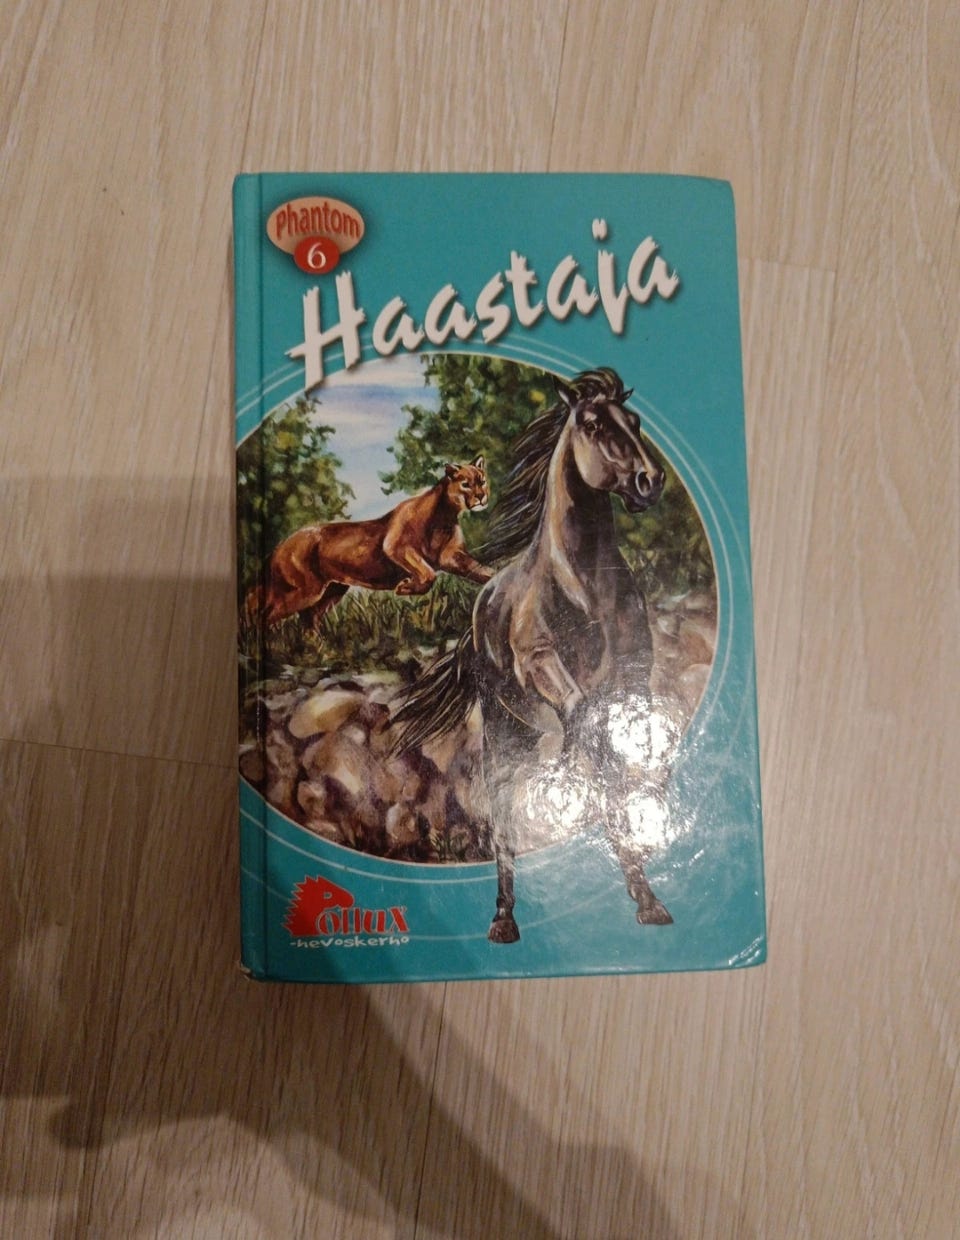 Phantom
6
Haastaja
Pollux
-hevoskerho